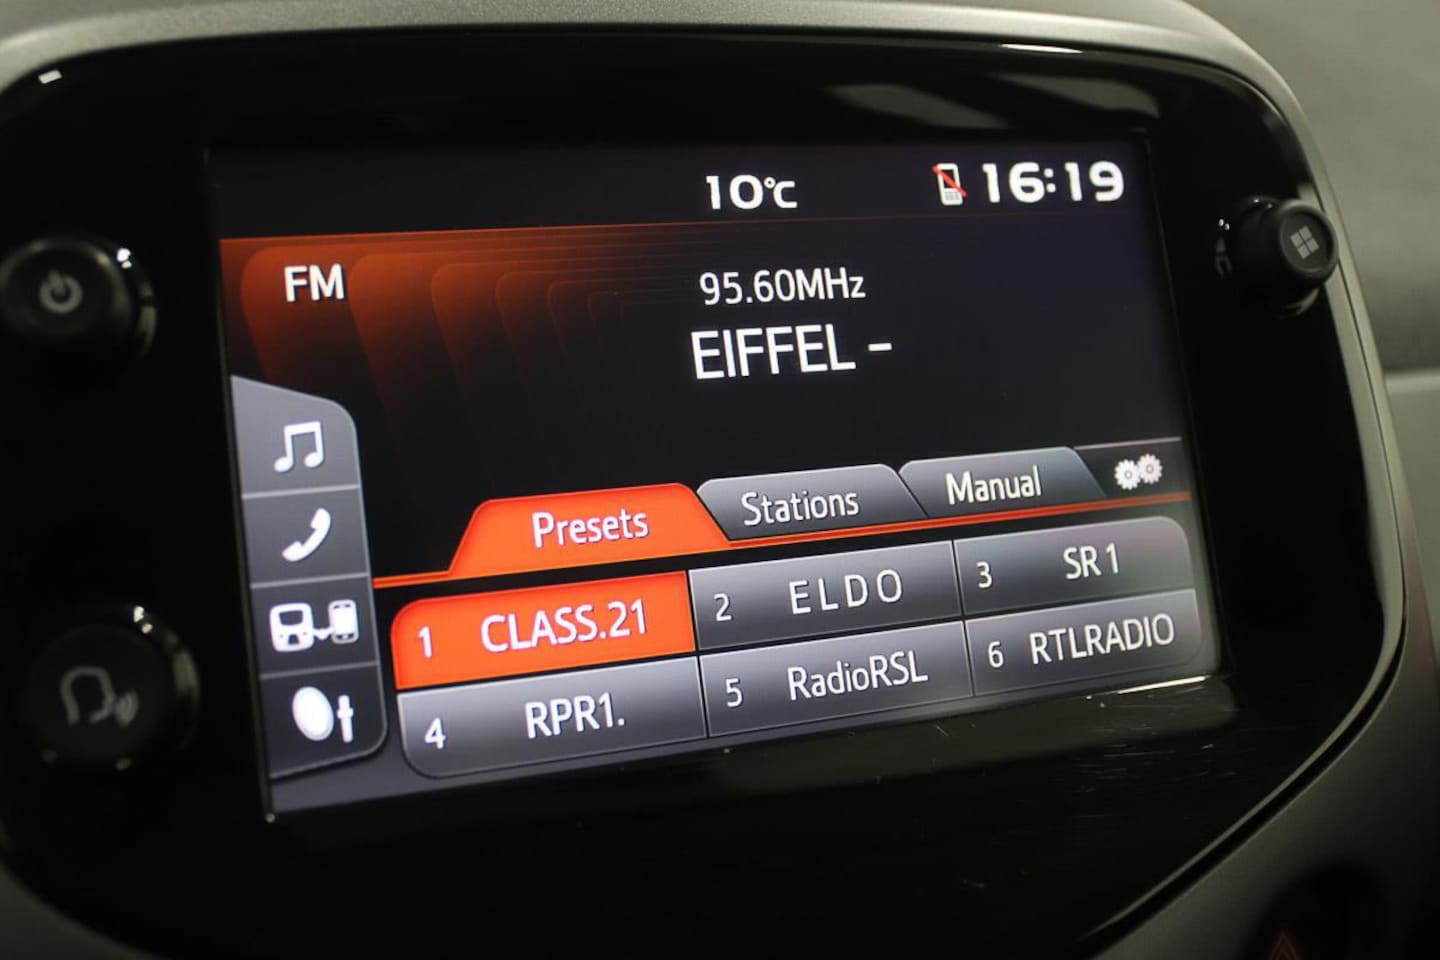 10°C 16:19
FM
95.60MHz
EIFFEL -
Presets Stations Manual
1 CLASS.21
2 ELDO
3 SR 1
4 RPR1.
5 RadioRSL
6 RTLRADIO